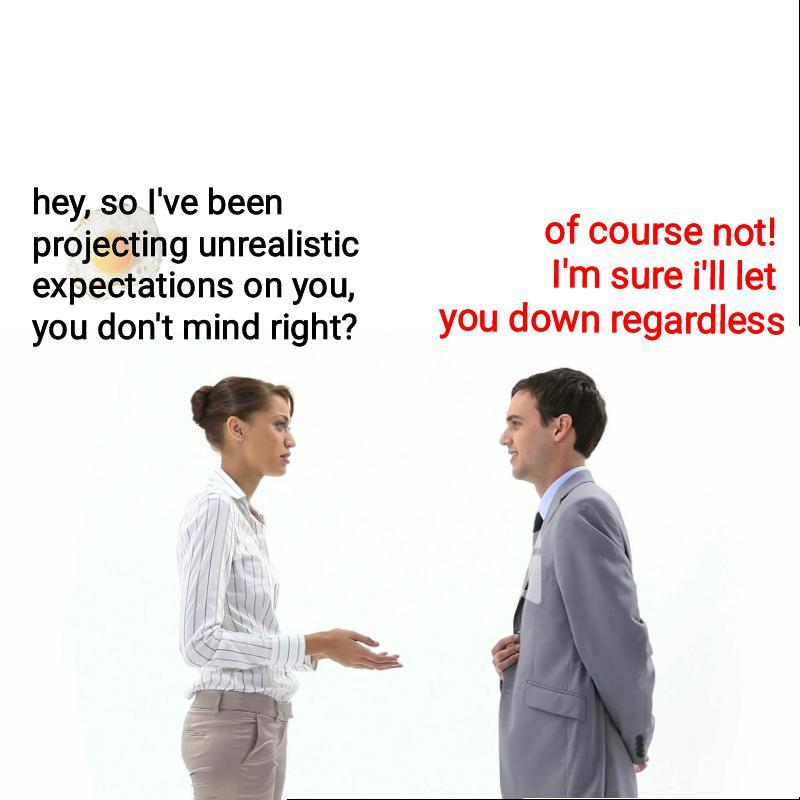 hey, so I've been
projecting unrealistic
expectations on you,
you don't mind right?
of course not!
I'm sure i'll let
you down regardless